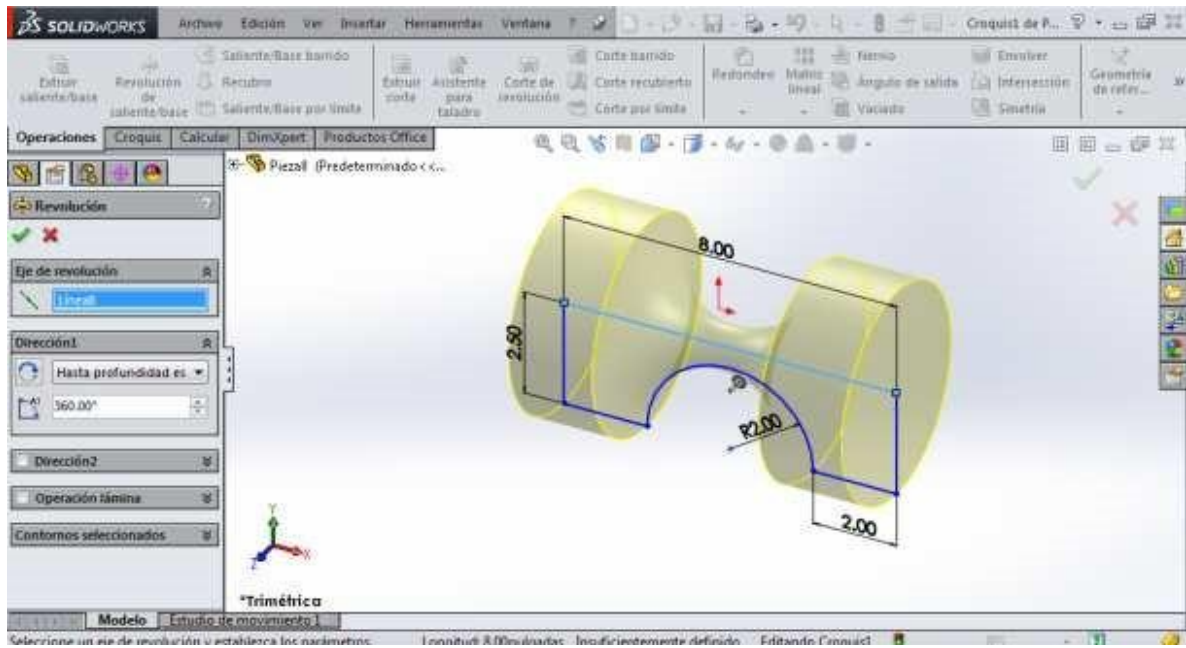 SOLIDWORKS Archivo Edición Ver Insertar Herramientas Ventana ? Croquis1 de P...
Extruir saliente/base
Revolución de saliente/base
Saliente/Base barrido
Recubrir
Saliente/Base por límite
Extruir corte
Asistente para taladro
Corte de revolución
Corte barrido
Corte recubierto
Corte por límite
Redondeo
Matriz lineal
Nervio
Ángulo de salida
Vaciado
Envolver
Intersección
Simetría
Geometría de refer...
Operaciones Croquis Calcular DimXpert Productos Office
Pieza11 (Predeterminado <<...
Revolución
?
Eje de revolución
Línea8
Dirección1
Hasta profundidad es
360.00°
Dirección2
Operación lámina
Contornos seleccionados
8.00
2.50
R2.00
2.00
Y
X
Z
*Trimétrica
Modelo Estudio de movimiento 1
Seleccione un eje de revolución y establezca los parámetros. Longitud: 8.00pulgadas Insuficientemente definido Editando Croquis1